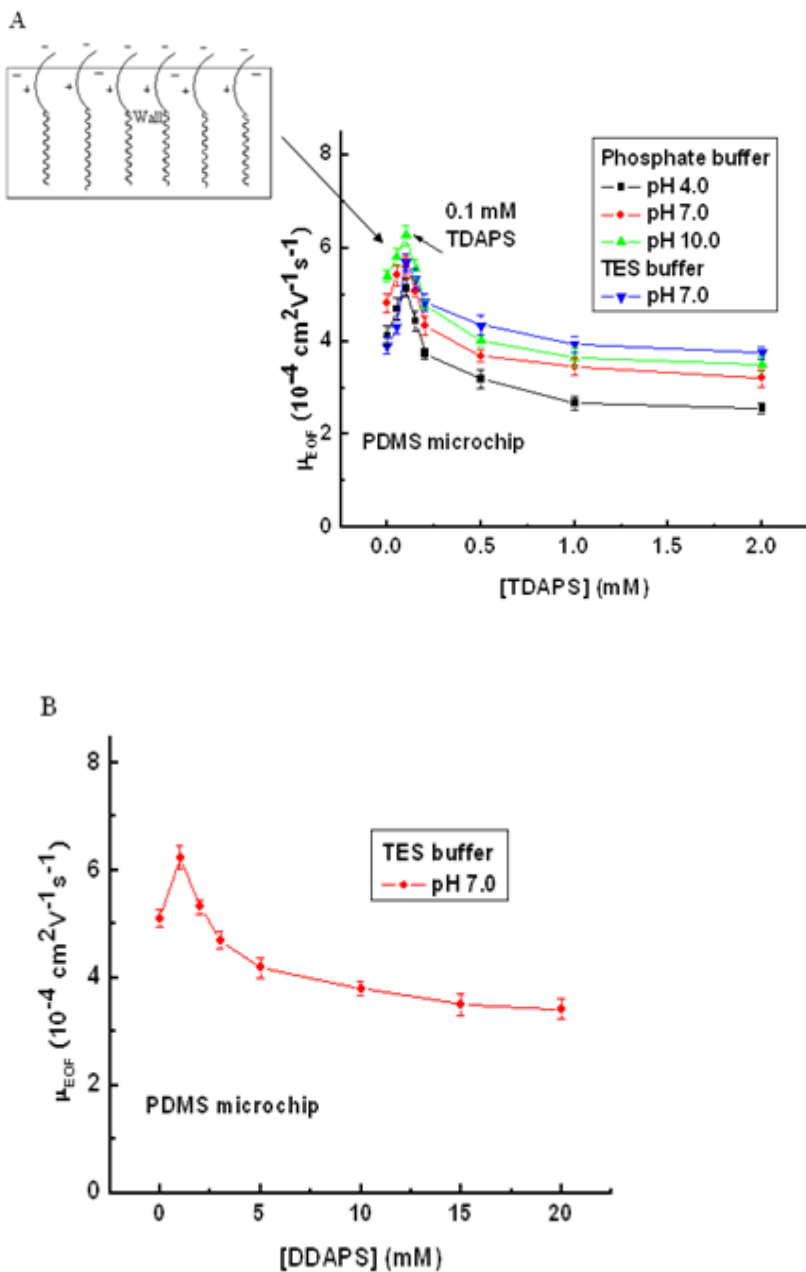 A
- - - - - -
- - - -
+ + + + + +
Wall
Phosphate buffer
pH 4.0
pH 7.0
pH 10.0
TES buffer
pH 7.0
0.1 mM
TDAPS
8
6
4
2
0
μEOF (10⁻⁴ cm²V⁻¹s⁻¹)
PDMS microchip
0.0 0.5 1.0 1.5 2.0
[TDAPS] (mM)
B
8
6
4
2
0
μEOF (10⁻⁴ cm²V⁻¹s⁻¹)
TES buffer
pH 7.0
PDMS microchip
0 5 10 15 20
[DDAPS] (mM)